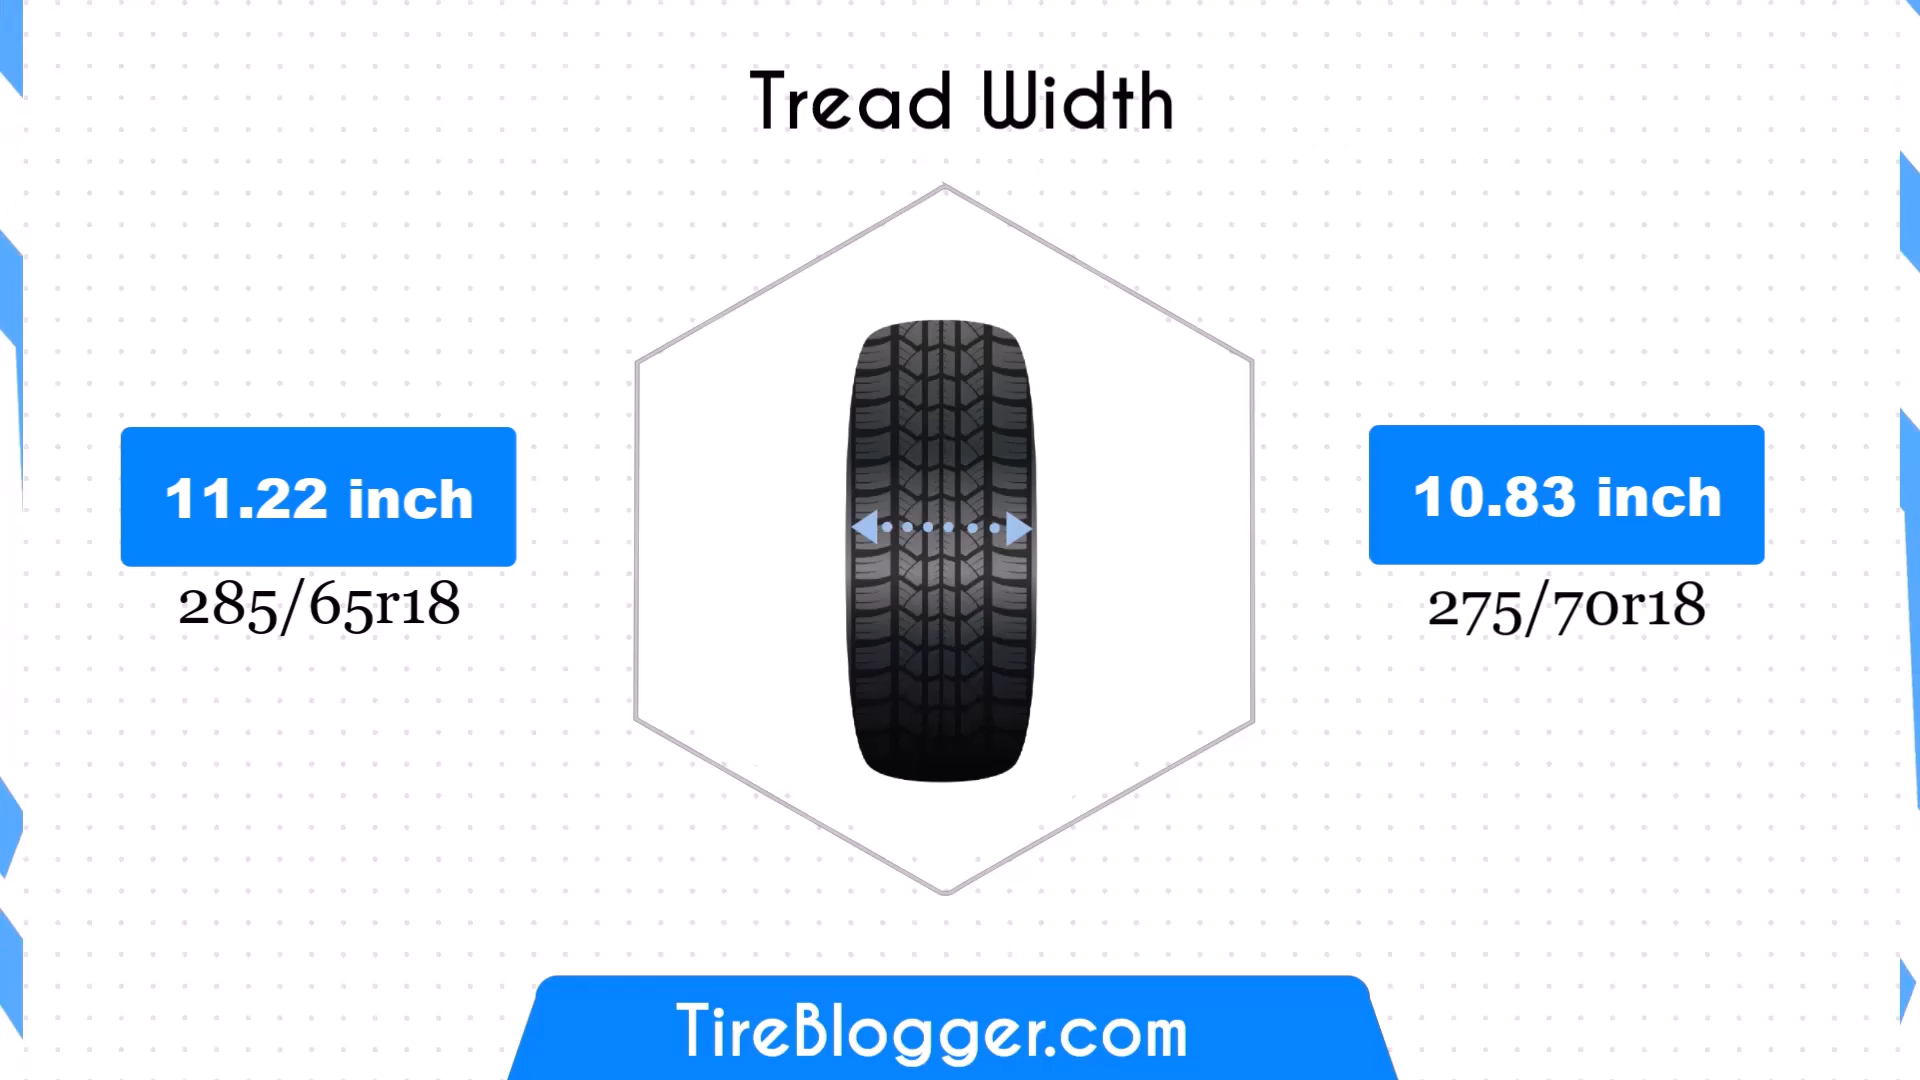 Tread Width
11.22 inch
285/65r18
10.83 inch
275/70r18
TireBlogger.com